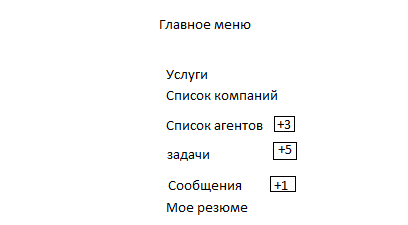 Главное меню
Услуги
Список компаний
Список агентов +3
задачи +5
Сообщения +1
Мое резюме